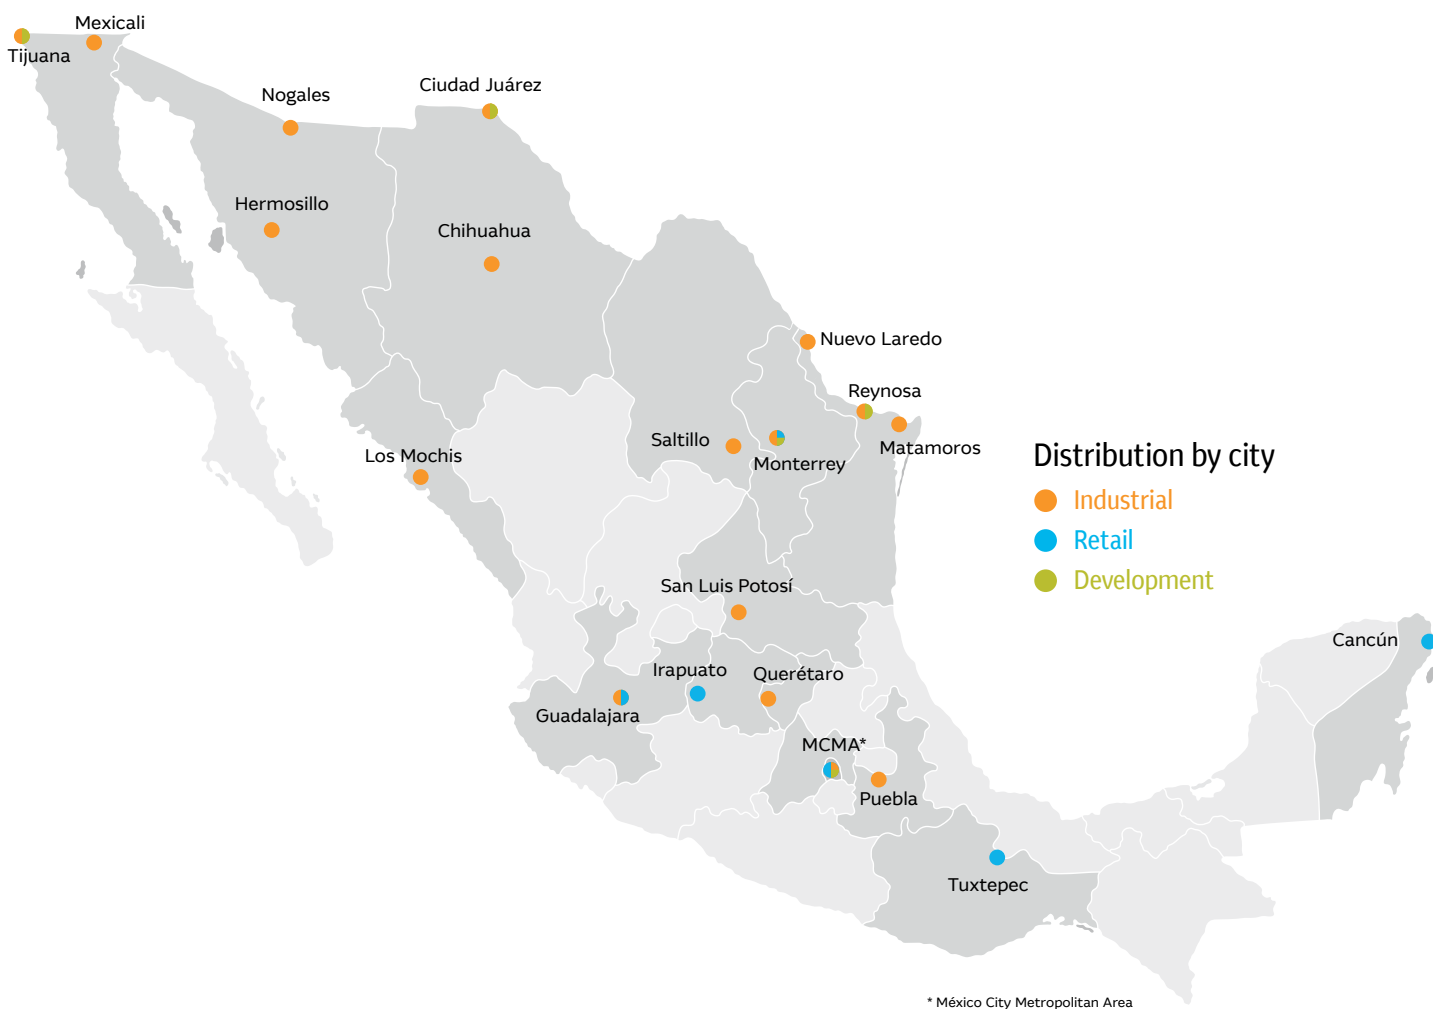 Mexicali
Tijuana
Ciudad Juárez
Nogales
Hermosillo
Chihuahua
Nuevo Laredo
Reynosa
Saltillo
Monterrey
Matamoros
Los Mochis
Distribution by city
Industrial
Retail
Development
San Luis Potosí
Cancún
Irapuato
Querétaro
Guadalajara
MCMA*
Puebla
Tuxtepec
* México City Metropolitan Area